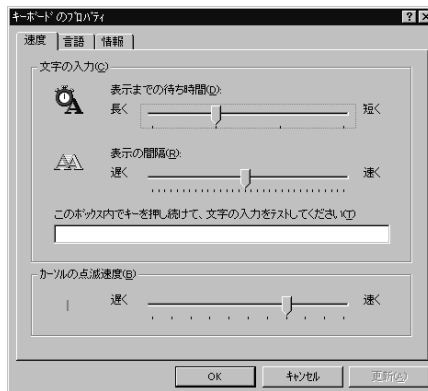 キーボードのプロパティ
速度 言語 情報
文字の入力(C)
表示までの待ち時間(D):
長く 短く
表示の間隔(R):
遅く 速く
このボックス内でキーを押し続けて、文字の入力をテストしてください(T)
カーソルの点滅速度(B)
遅く 速く
OK キャンセル 更新(A)